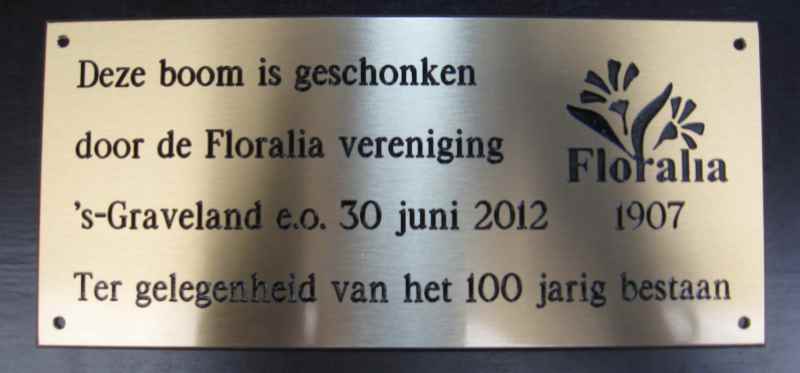 Deze boom is geschonken
door de Floralia vereniging
's-Graveland e.o. 30 juni 2012
Ter gelegenheid van het 100 jarig bestaan
Floralia
1907